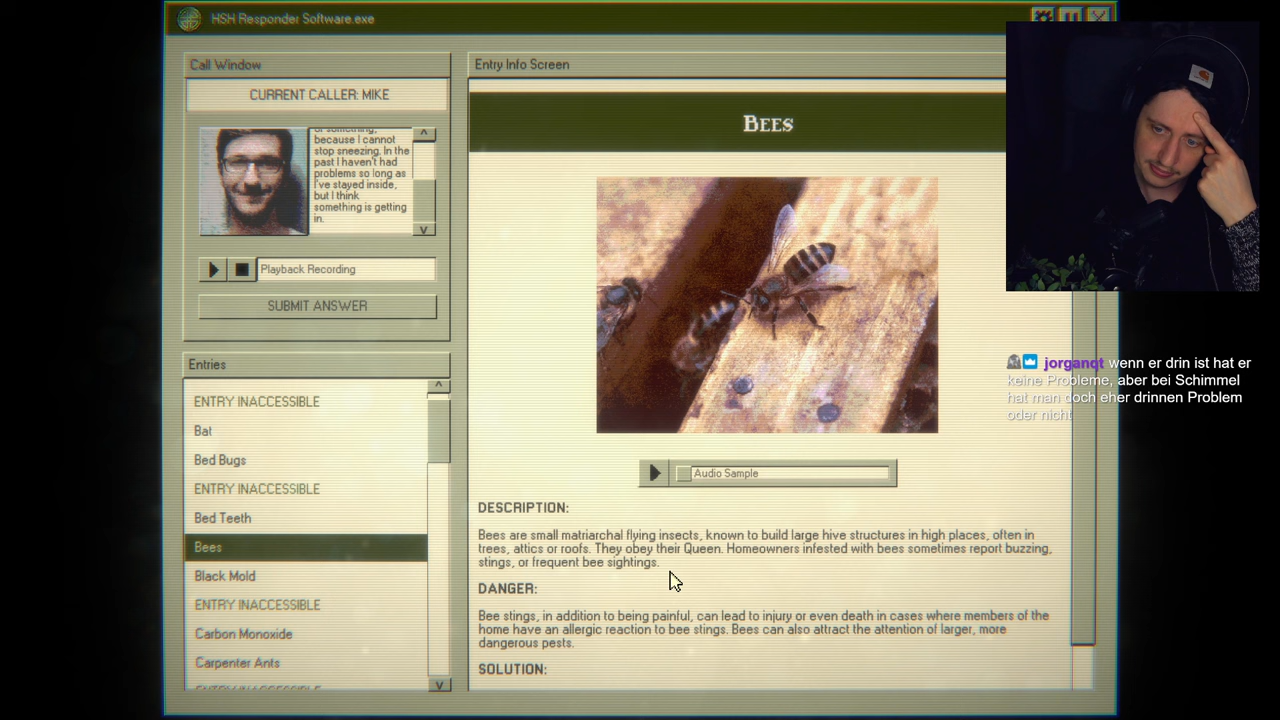 HSH Responder Software.exe
Call Window
CURRENT CALLER: MIKE
or something,
because I cannot
stop sneezing. In the
past I haven't had
problems so long as
I've stayed inside,
but I think
something is getting
in.
Playback Recording
SUBMIT ANSWER
Entries
ENTRY INACCESSIBLE
Bat
Bed Bugs
ENTRY INACCESSIBLE
Bed Teeth
Bees
Black Mold
ENTRY INACCESSIBLE
Carbon Monoxide
Carpenter Ants
ENTRY INACCESSIBLE
Entry Info Screen
BEES
Audio Sample
DESCRIPTION:
Bees are small matriarchal flying insects, known to build large hive structures in high places, often in
trees, attics or roofs. They obey their Queen. Homeowners infested with bees sometimes report buzzing,
stings, or frequent bee sightings.
DANGER:
Bee stings, in addition to being painful, can lead to injury or even death in cases where members of the
home have an allergic reaction to bee stings. Bees can also attract the attention of larger, more
dangerous pests.
SOLUTION:
jorganqt wenn er drin ist hat er
keine Probleme, aber bei Schimmel
hat man doch eher drinnen Problem
oder nicht